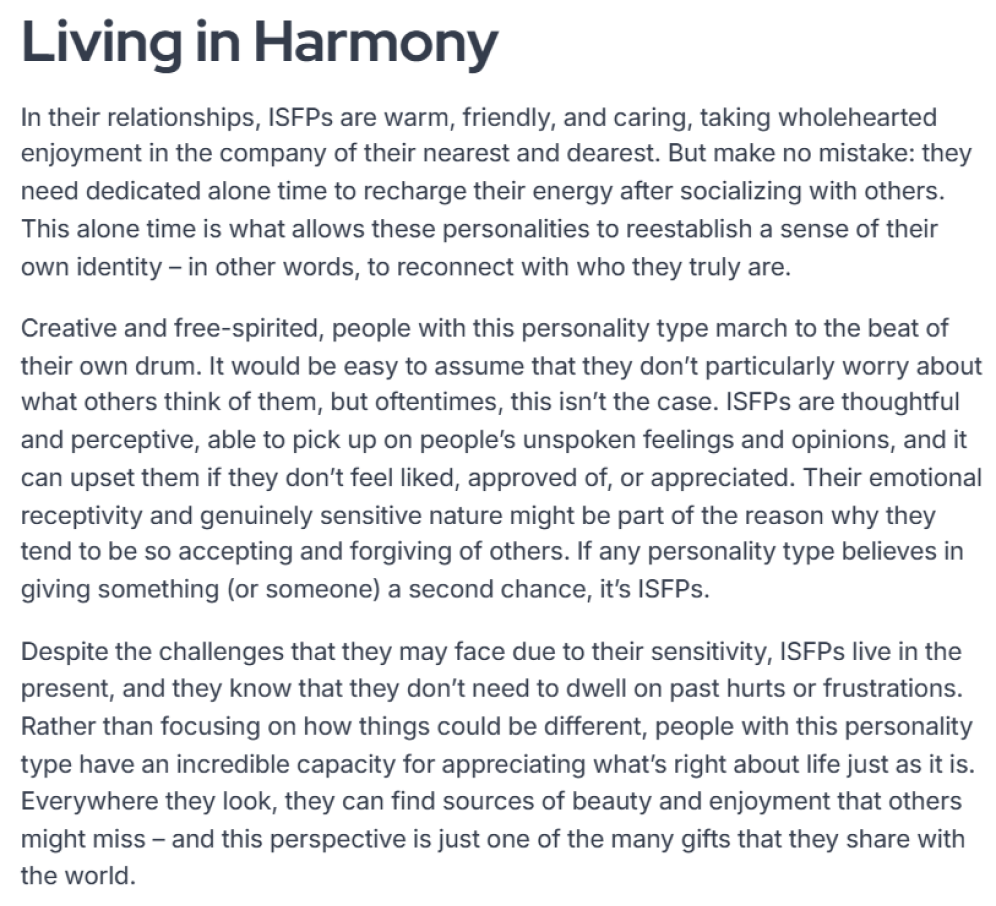 Living in Harmony
In their relationships, ISFPs are warm, friendly, and caring, taking wholehearted
enjoyment in the company of their nearest and dearest. But make no mistake: they
need dedicated alone time to recharge their energy after socializing with others.
This alone time is what allows these personalities to reestablish a sense of their
own identity – in other words, to reconnect with who they truly are.
Creative and free-spirited, people with this personality type march to the beat of
their own drum. It would be easy to assume that they don’t particularly worry about
what others think of them, but oftentimes, this isn’t the case. ISFPs are thoughtful
and perceptive, able to pick up on people’s unspoken feelings and opinions, and it
can upset them if they don’t feel liked, approved of, or appreciated. Their emotional
receptivity and genuinely sensitive nature might be part of the reason why they
tend to be so accepting and forgiving of others. If any personality type believes in
giving something (or someone) a second chance, it’s ISFPs.
Despite the challenges that they may face due to their sensitivity, ISFPs live in the
present, and they know that they don’t need to dwell on past hurts or frustrations.
Rather than focusing on how things could be different, people with this personality
type have an incredible capacity for appreciating what’s right about life just as it is.
Everywhere they look, they can find sources of beauty and enjoyment that others
might miss – and this perspective is just one of the many gifts that they share with
the world.